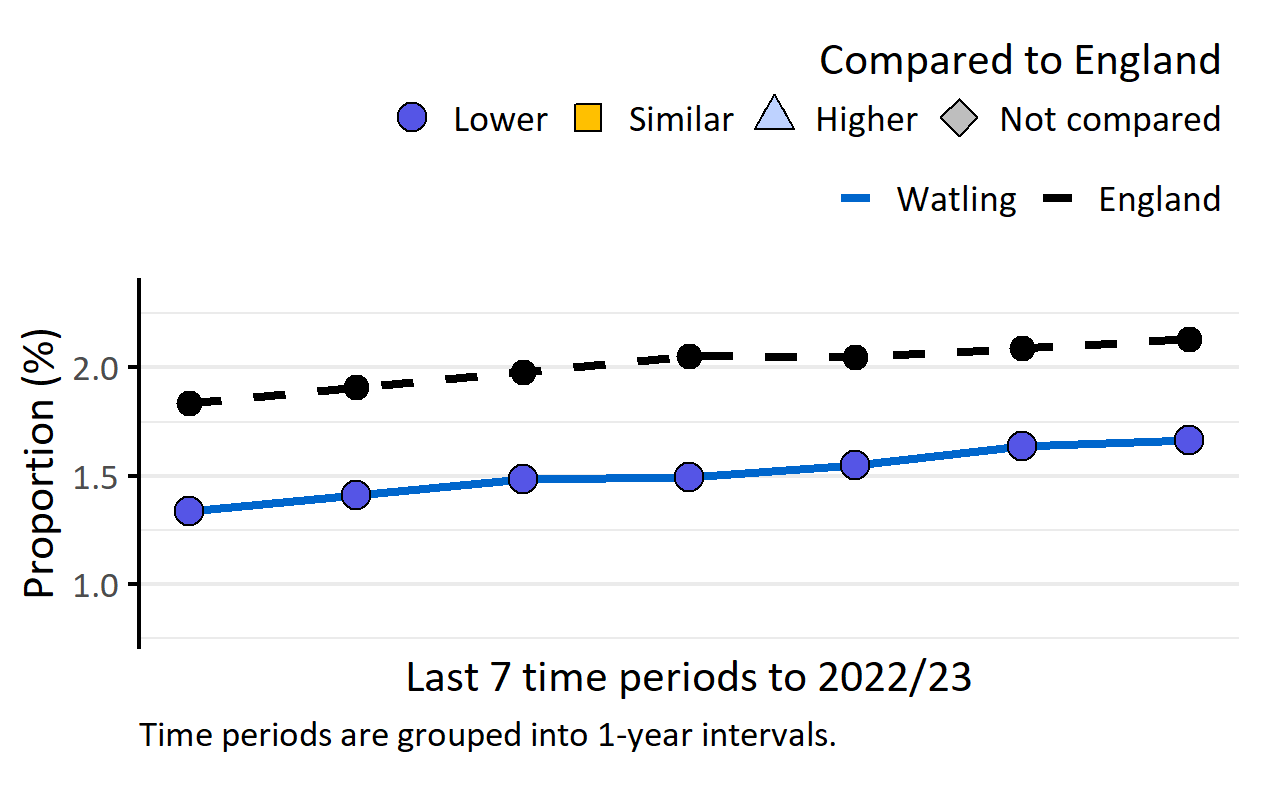 Compared to England
Lower Similar Higher Not compared
Watling England
Proportion (%)
2.0
1.5
1.0
Last 7 time periods to 2022/23
Time periods are grouped into 1-year intervals.